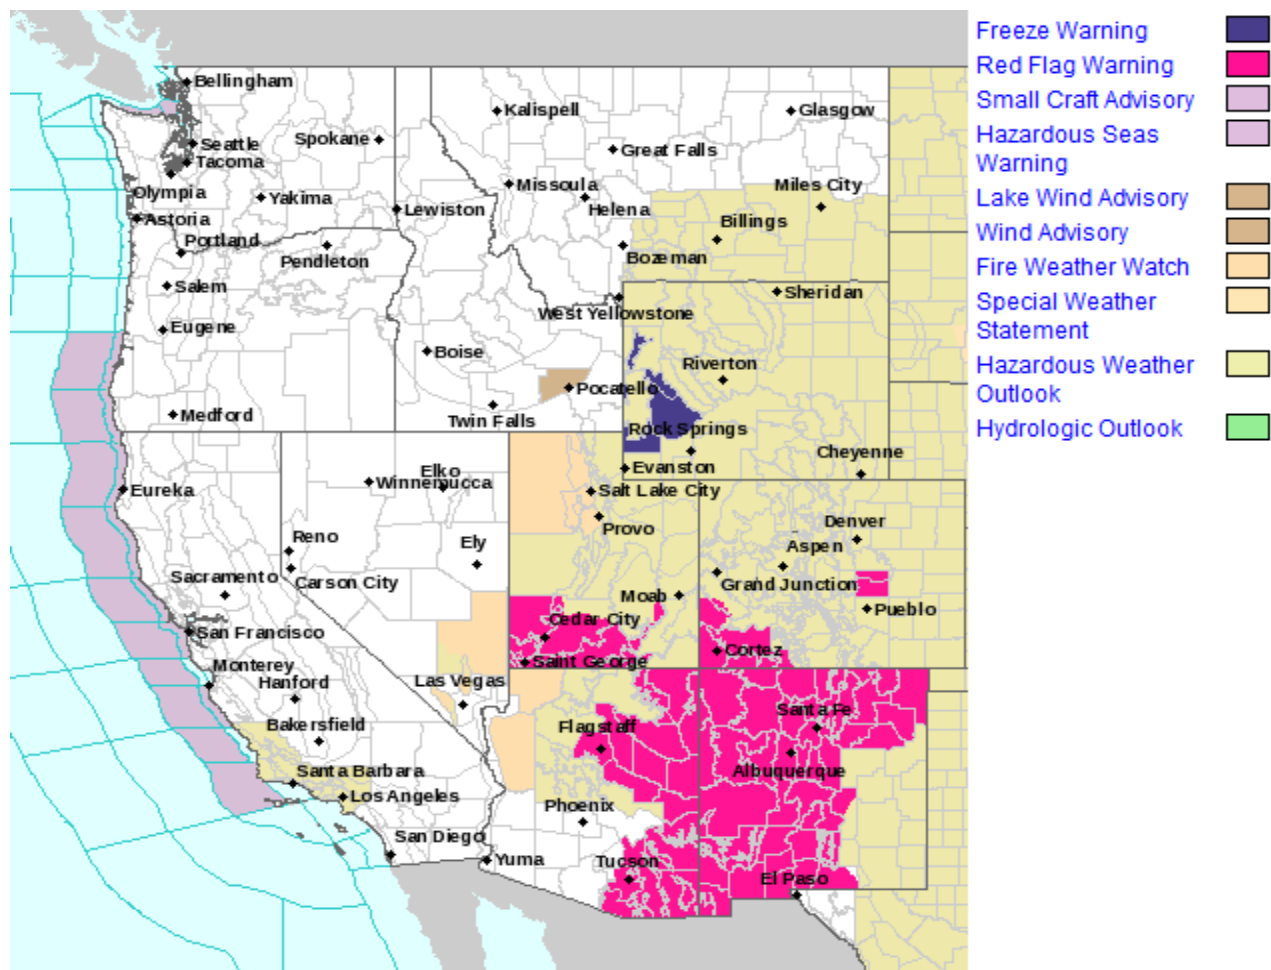 Bellingham
Seattle
Tacoma
Olympia
Spokane
Yakima
Astoria
Portland
Pendleton
Salem
Eugene
Medford
Kalispell
Glasgow
Great Falls
Missoula
Helena
Miles City
Billings
Bozeman
Lewiston
West Yellowstone
Sheridan
Boise
Pocatello
Twin Falls
Riverton
Rock Springs
Evanston
Cheyenne
Eureka
Elko
Winnemucca
Salt Lake City
Provo
Reno
Ely
Carson City
Sacramento
San Francisco
Denver
Aspen
Grand Junction
Moab
Pueblo
Cedar City
Saint George
Cortez
Monterey
Hanford
Las Vegas
Bakersfield
Santa Fe
Flagstaff
Albuquerque
Santa Barbara
Los Angeles
Phoenix
San Diego
Yuma
Tucson
El Paso
Freeze Warning
Red Flag Warning
Small Craft Advisory
Hazardous Seas
Warning
Lake Wind Advisory
Wind Advisory
Fire Weather Watch
Special Weather
Statement
Hazardous Weather
Outlook
Hydrologic Outlook